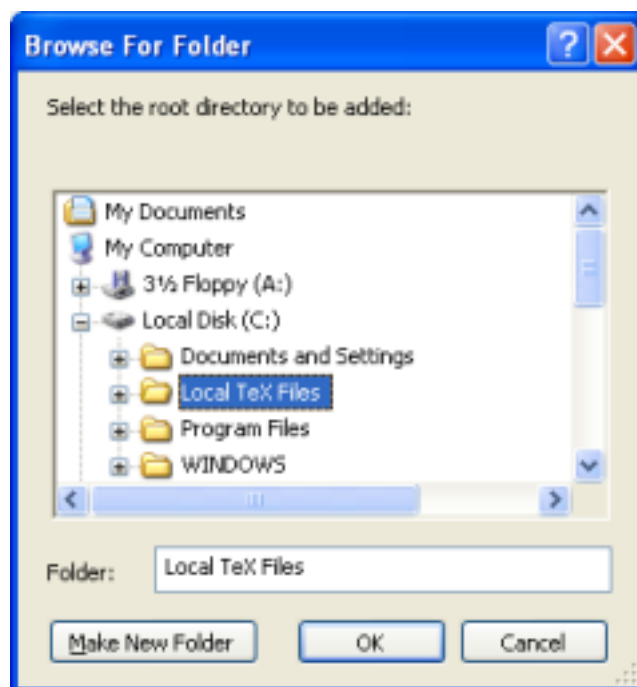 Browse For Folder
Select the root directory to be added:
My Documents
My Computer
3½ Floppy (A:)
Local Disk (C:)
Documents and Settings
Local TeX Files
Program Files
WINDOWS
Folder: Local TeX Files
Make New Folder OK Cancel